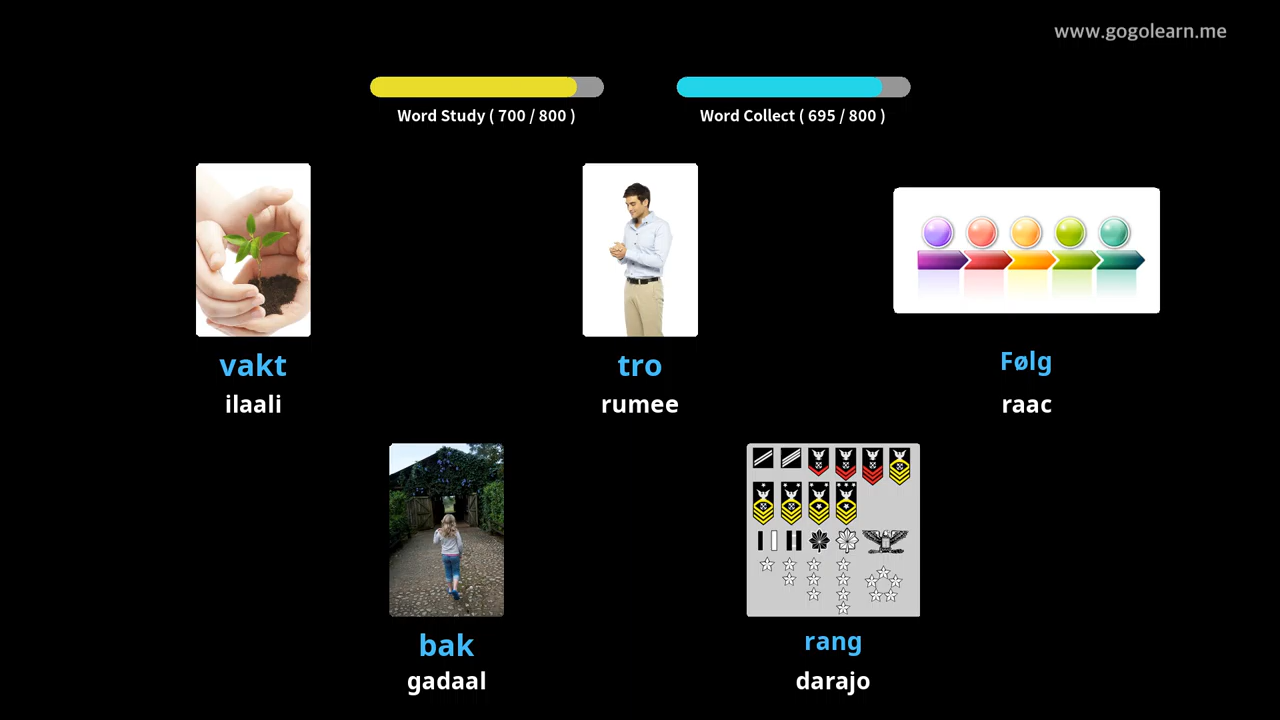 www.gogolearn.me
Word Study ( 700 / 800 )
Word Collect ( 695 / 800 )
vakt
ilaali
tro
rumee
Følg
raac
bak
gadaal
rang
darajo